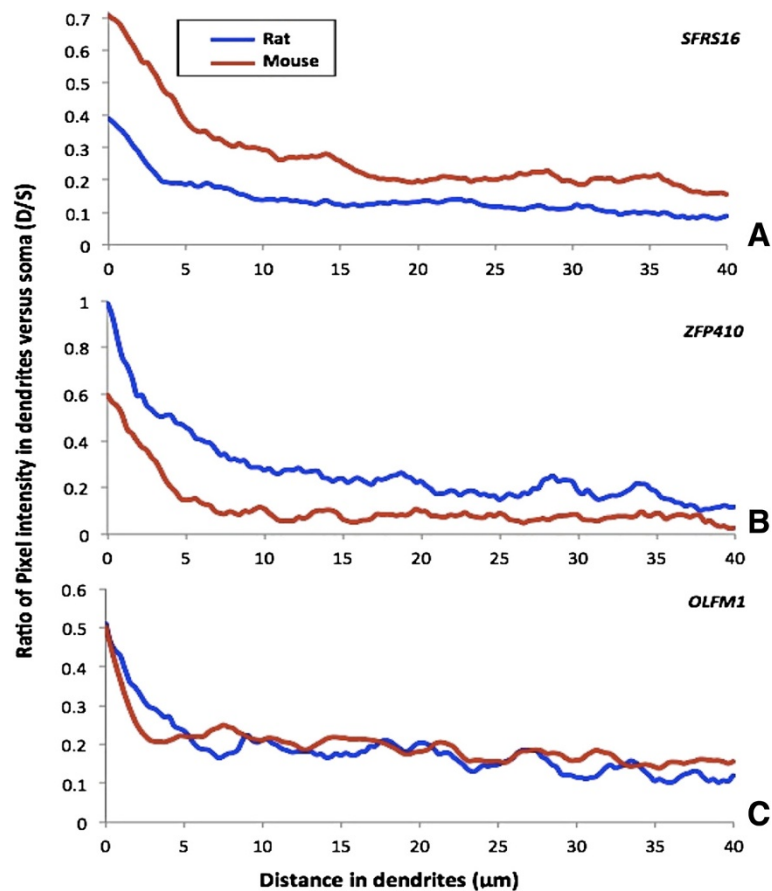 Ratio of Pixel intensity in dendrites versus soma (D/S)
Rat
Mouse
SFRS16
0.7
0.6
0.5
0.4
0.3
0.2
0.1
0
0 5 10 15 20 25 30 35 40
A
ZFP410
1
0.8
0.6
0.4
0.2
0
0 5 10 15 20 25 30 35 40
B
OLFM1
0.6
0.5
0.4
0.3
0.2
0.1
0
0 5 10 15 20 25 30 35 40
C
Distance in dendrites (μm)